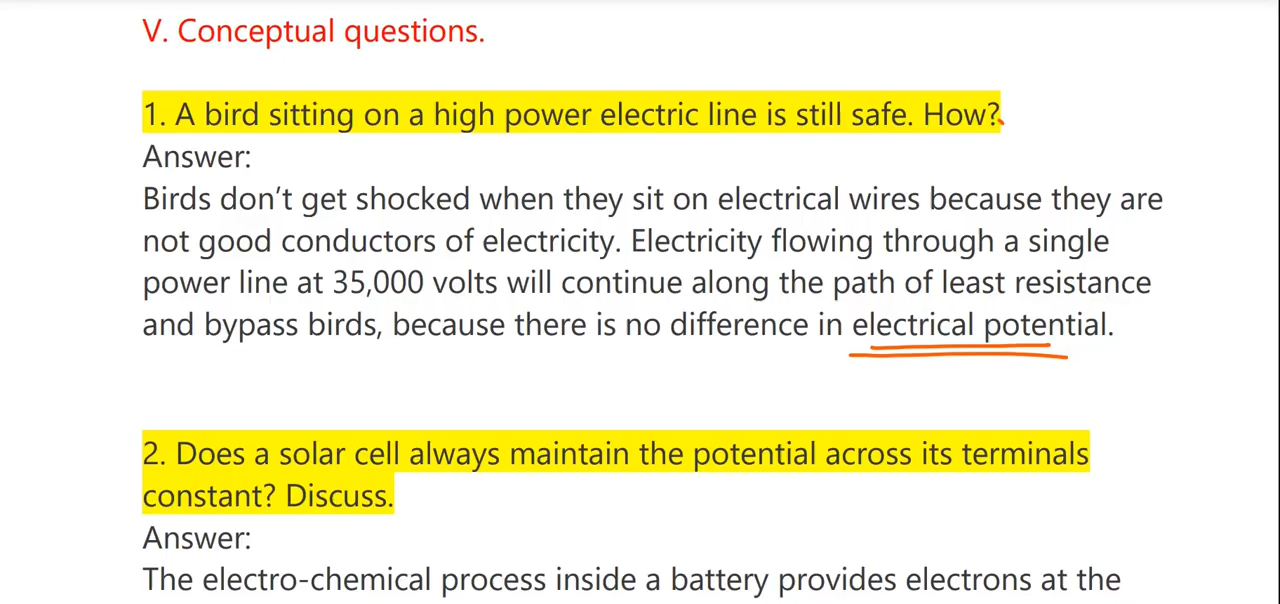 V. Conceptual questions.
1. A bird sitting on a high power electric line is still safe. How?
Answer:
Birds don’t get shocked when they sit on electrical wires because they are
not good conductors of electricity. Electricity flowing through a single
power line at 35,000 volts will continue along the path of least resistance
and bypass birds, because there is no difference in electrical potential.
2. Does a solar cell always maintain the potential across its terminals
constant? Discuss.
Answer:
The electro-chemical process inside a battery provides electrons at the